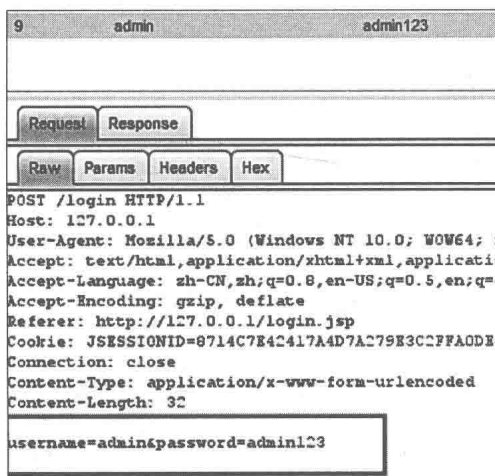 9 admin admin123
Request Response
Raw Params Headers Hex
POST /login HTTP/1.1
Host: 127.0.0.1
User-Agent: Mozilla/5.0 (Windows NT 10.0; WOW64;
Accept: text/html,application/xhtml+xml,applicati
Accept-Language: zh-CN,zh;q=0.8,en-US;q=0.5,en;q=
Accept-Encoding: gzip, deflate
Referer: http://127.0.0.1/login.jsp
Cookie: JSESSIONID=8714C7E42417A4D7A279E3C2FFA0DE
Connection: close
Content-Type: application/x-www-form-urlencoded
Content-Length: 32
username=admin&password=admin123